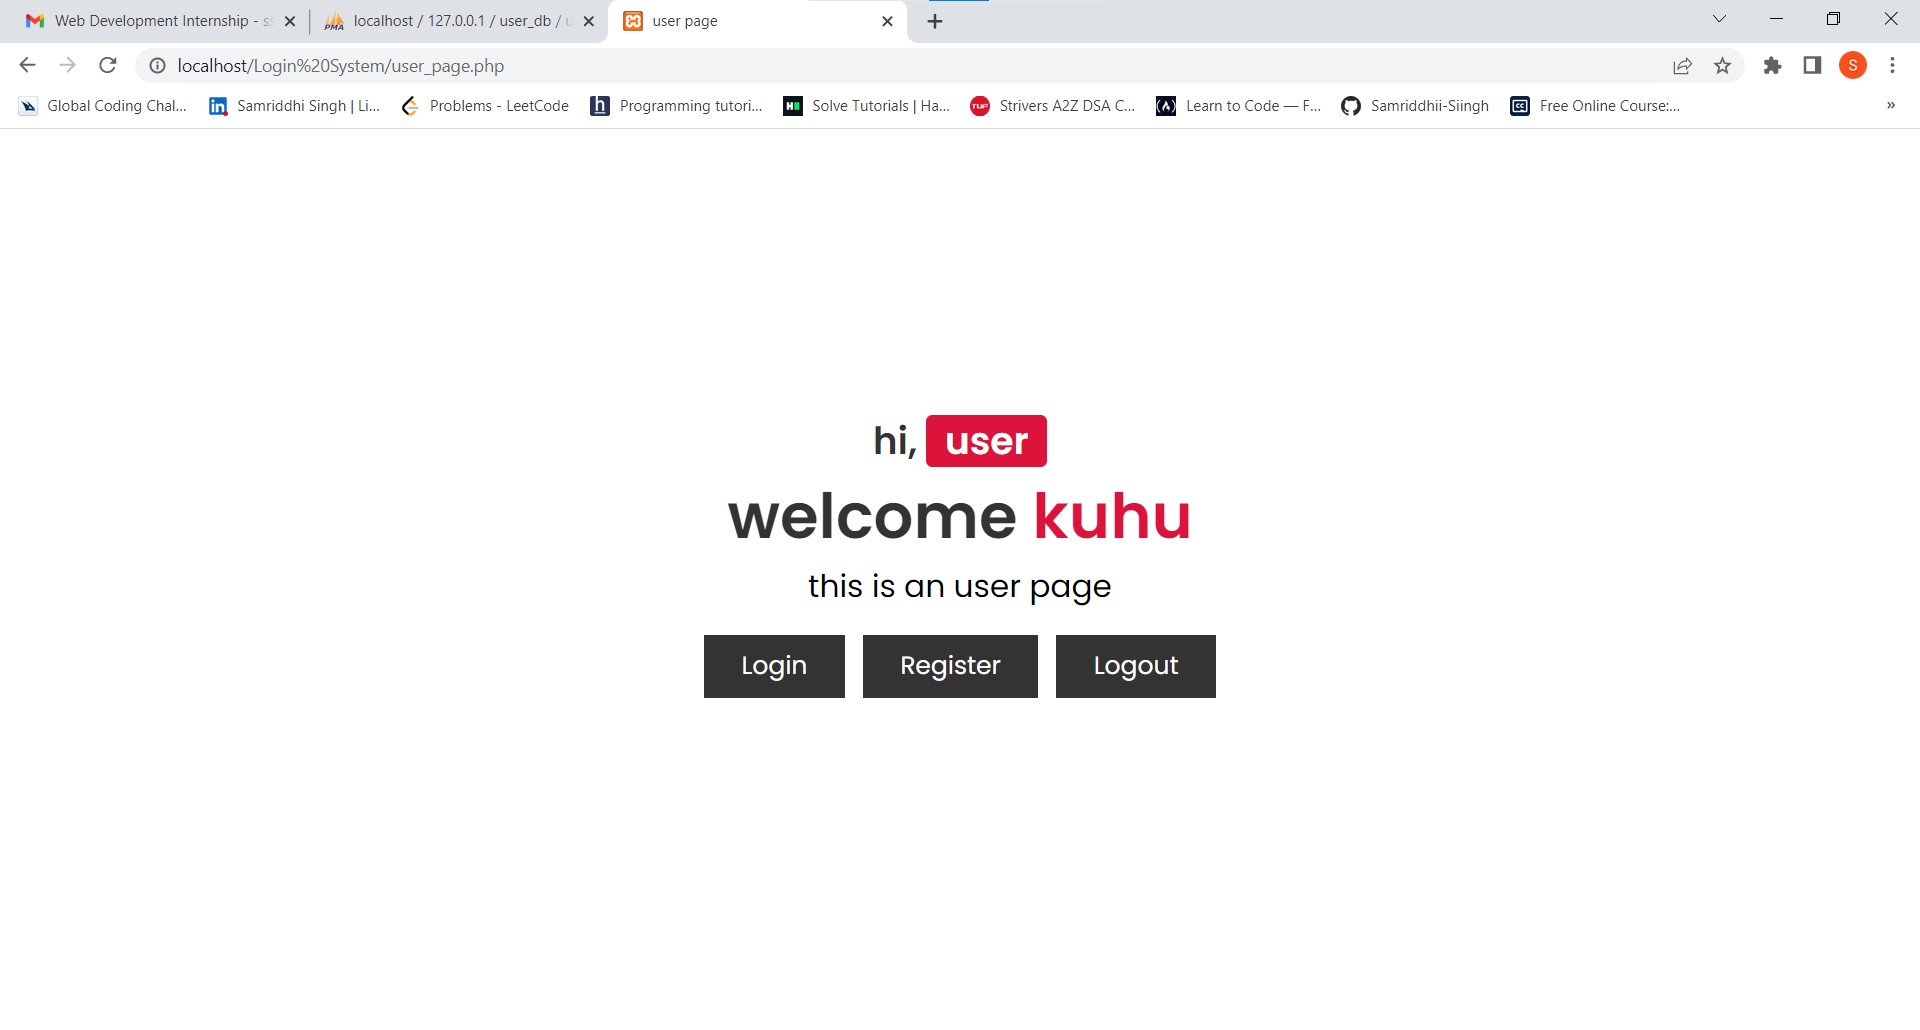 Web Development Internship - ss
localhost / 127.0.0.1 / user_db / u
user page
localhost/Login%20System/user_page.php
S
Global Coding Chal...
Samriddhi Singh | Li...
Problems - LeetCode
Programming tutori...
Solve Tutorials | Ha...
Strivers A2Z DSA C...
Learn to Code — F...
Samriddhii-Siingh
Free Online Course:...
»
hi, user
welcome kuhu
this is an user page
Login
Register
Logout